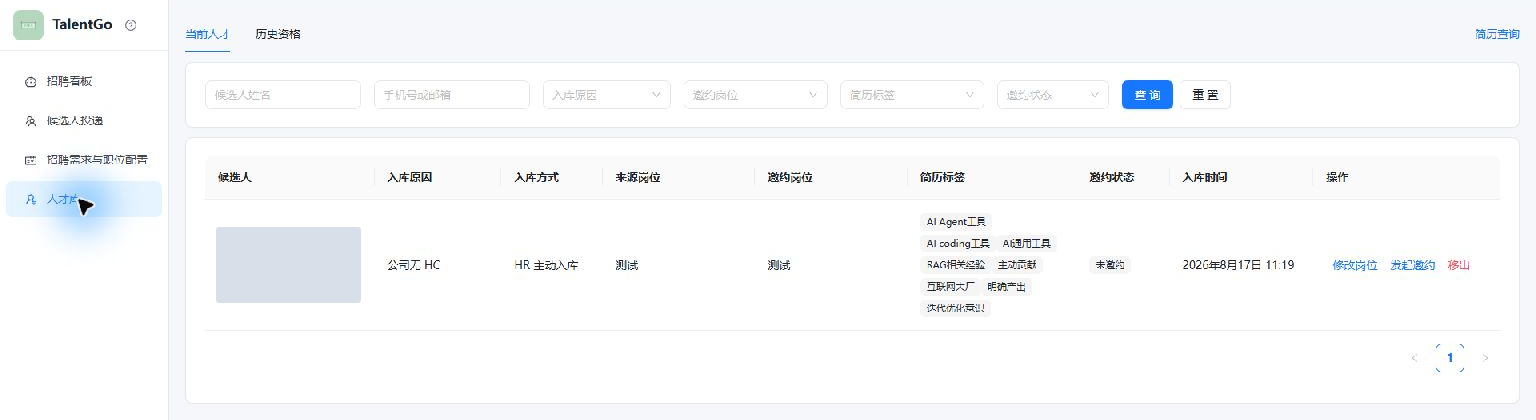 TalentGo
招聘看板
候选人投递
招聘需求与职位配置
人才库
当前人才 历史资格 简历查询
候选人姓名 手机号或邮箱 入库原因 邀约岗位 简历标签 邀约状态 查询 重置
候选人 入库原因 入库方式 来源岗位 邀约岗位 简历标签 邀约状态 入库时间 操作
公司无 HC HR 主动入库 测试 测试
AI Agent工具
AI coding工具 AI通用工具
RAG相关经验 主动贡献
互联网大厂 明确产出
迭代优化意识
未邀约 2026年8月17日 11:19 修改岗位 发起邀约 移出
< 1 >